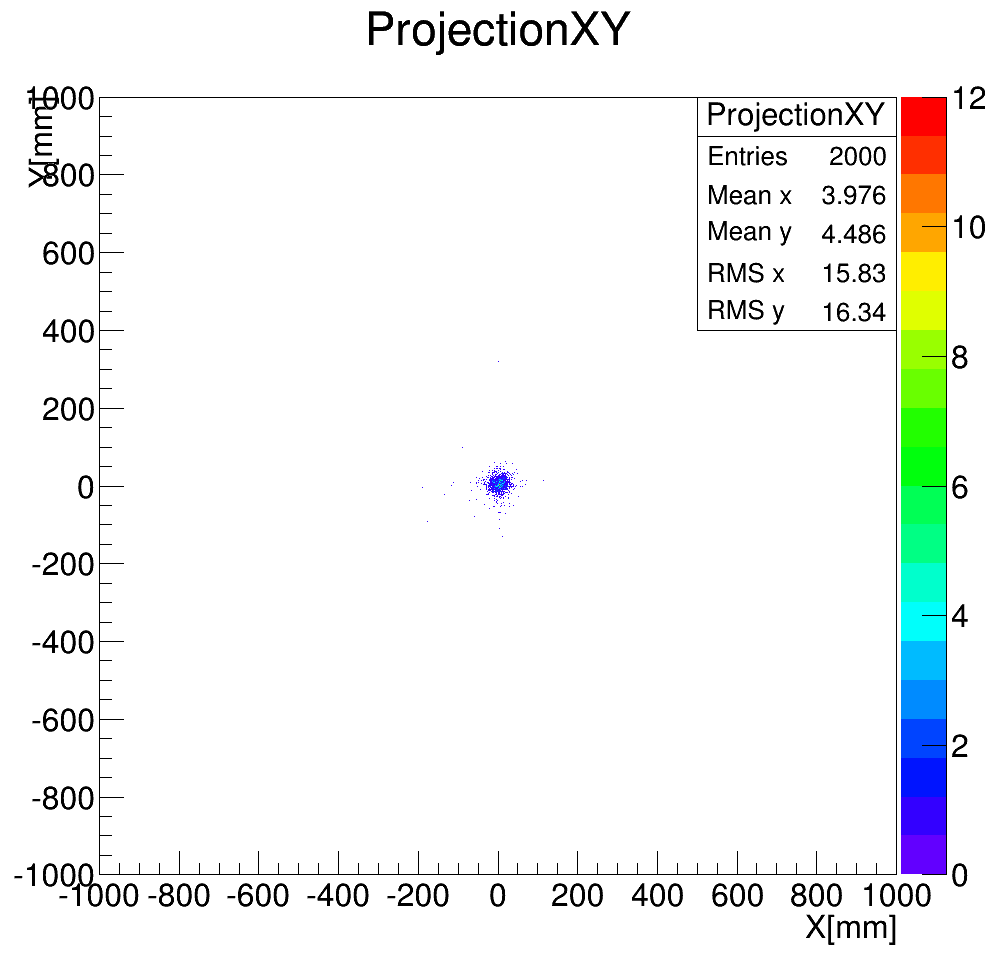 ProjectionXY
Y[mm]
1000
800
600
400
200
0
-200
-400
-600
-800
-1000
-1000 -800 -600 -400 -200 0 200 400 600 800 1000
X[mm]
ProjectionXY
Entries 2000
Mean x 3.976
Mean y 4.486
RMS x 15.83
RMS y 16.34
12
10
8
6
4
2
0